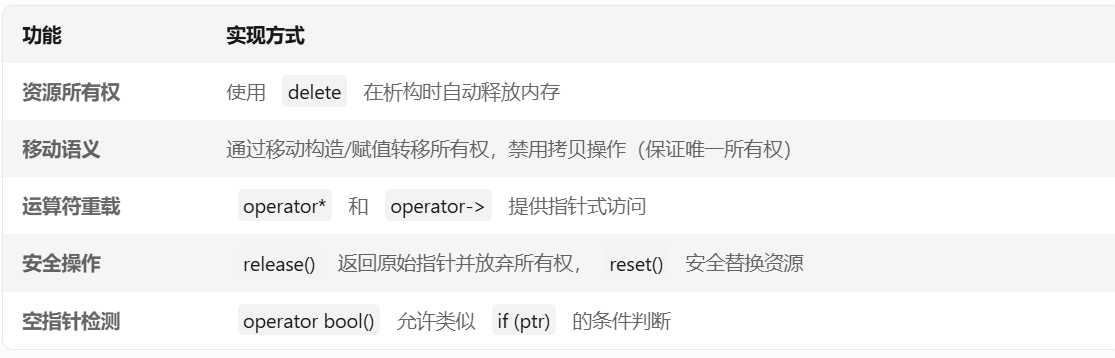 功能 实现方式
资源所有权 使用 delete 在析构时自动释放内存
移动语义 通过移动构造/赋值转移所有权，禁用拷贝操作（保证唯一所有权）
运算符重载 operator* 和 operator-> 提供指针式访问
安全操作 release() 返回原始指针并放弃所有权， reset() 安全替换资源
空指针检测 operator bool() 允许类似 if (ptr) 的条件判断